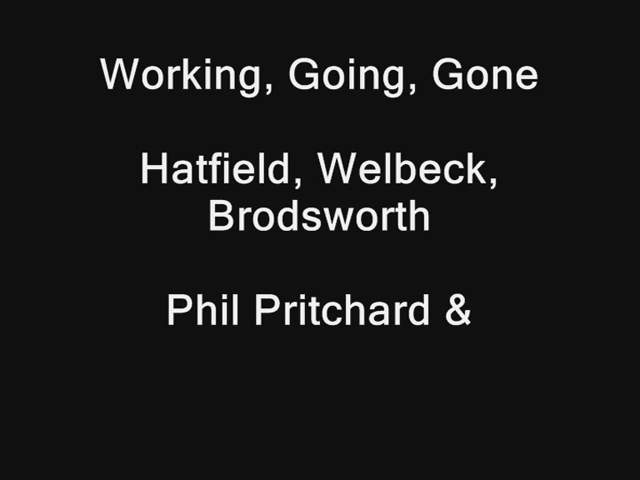 Working, Going, Gone
Hatfield, Welbeck,
Brodsworth
Phil Pritchard &